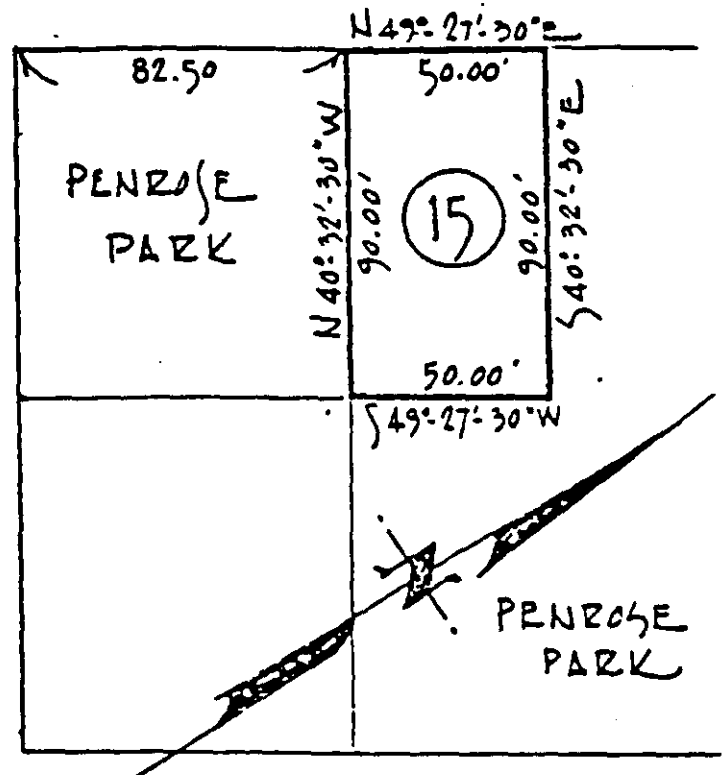 N 49°-27'-30"E
82.50
50.00'
PENROSE
PARK
N 40°-32'-30"W
90.00'
15
90.00'
S 40°-32'-30"E
50.00'
S 49°-27'-30"W
N
PENROSE
PARK